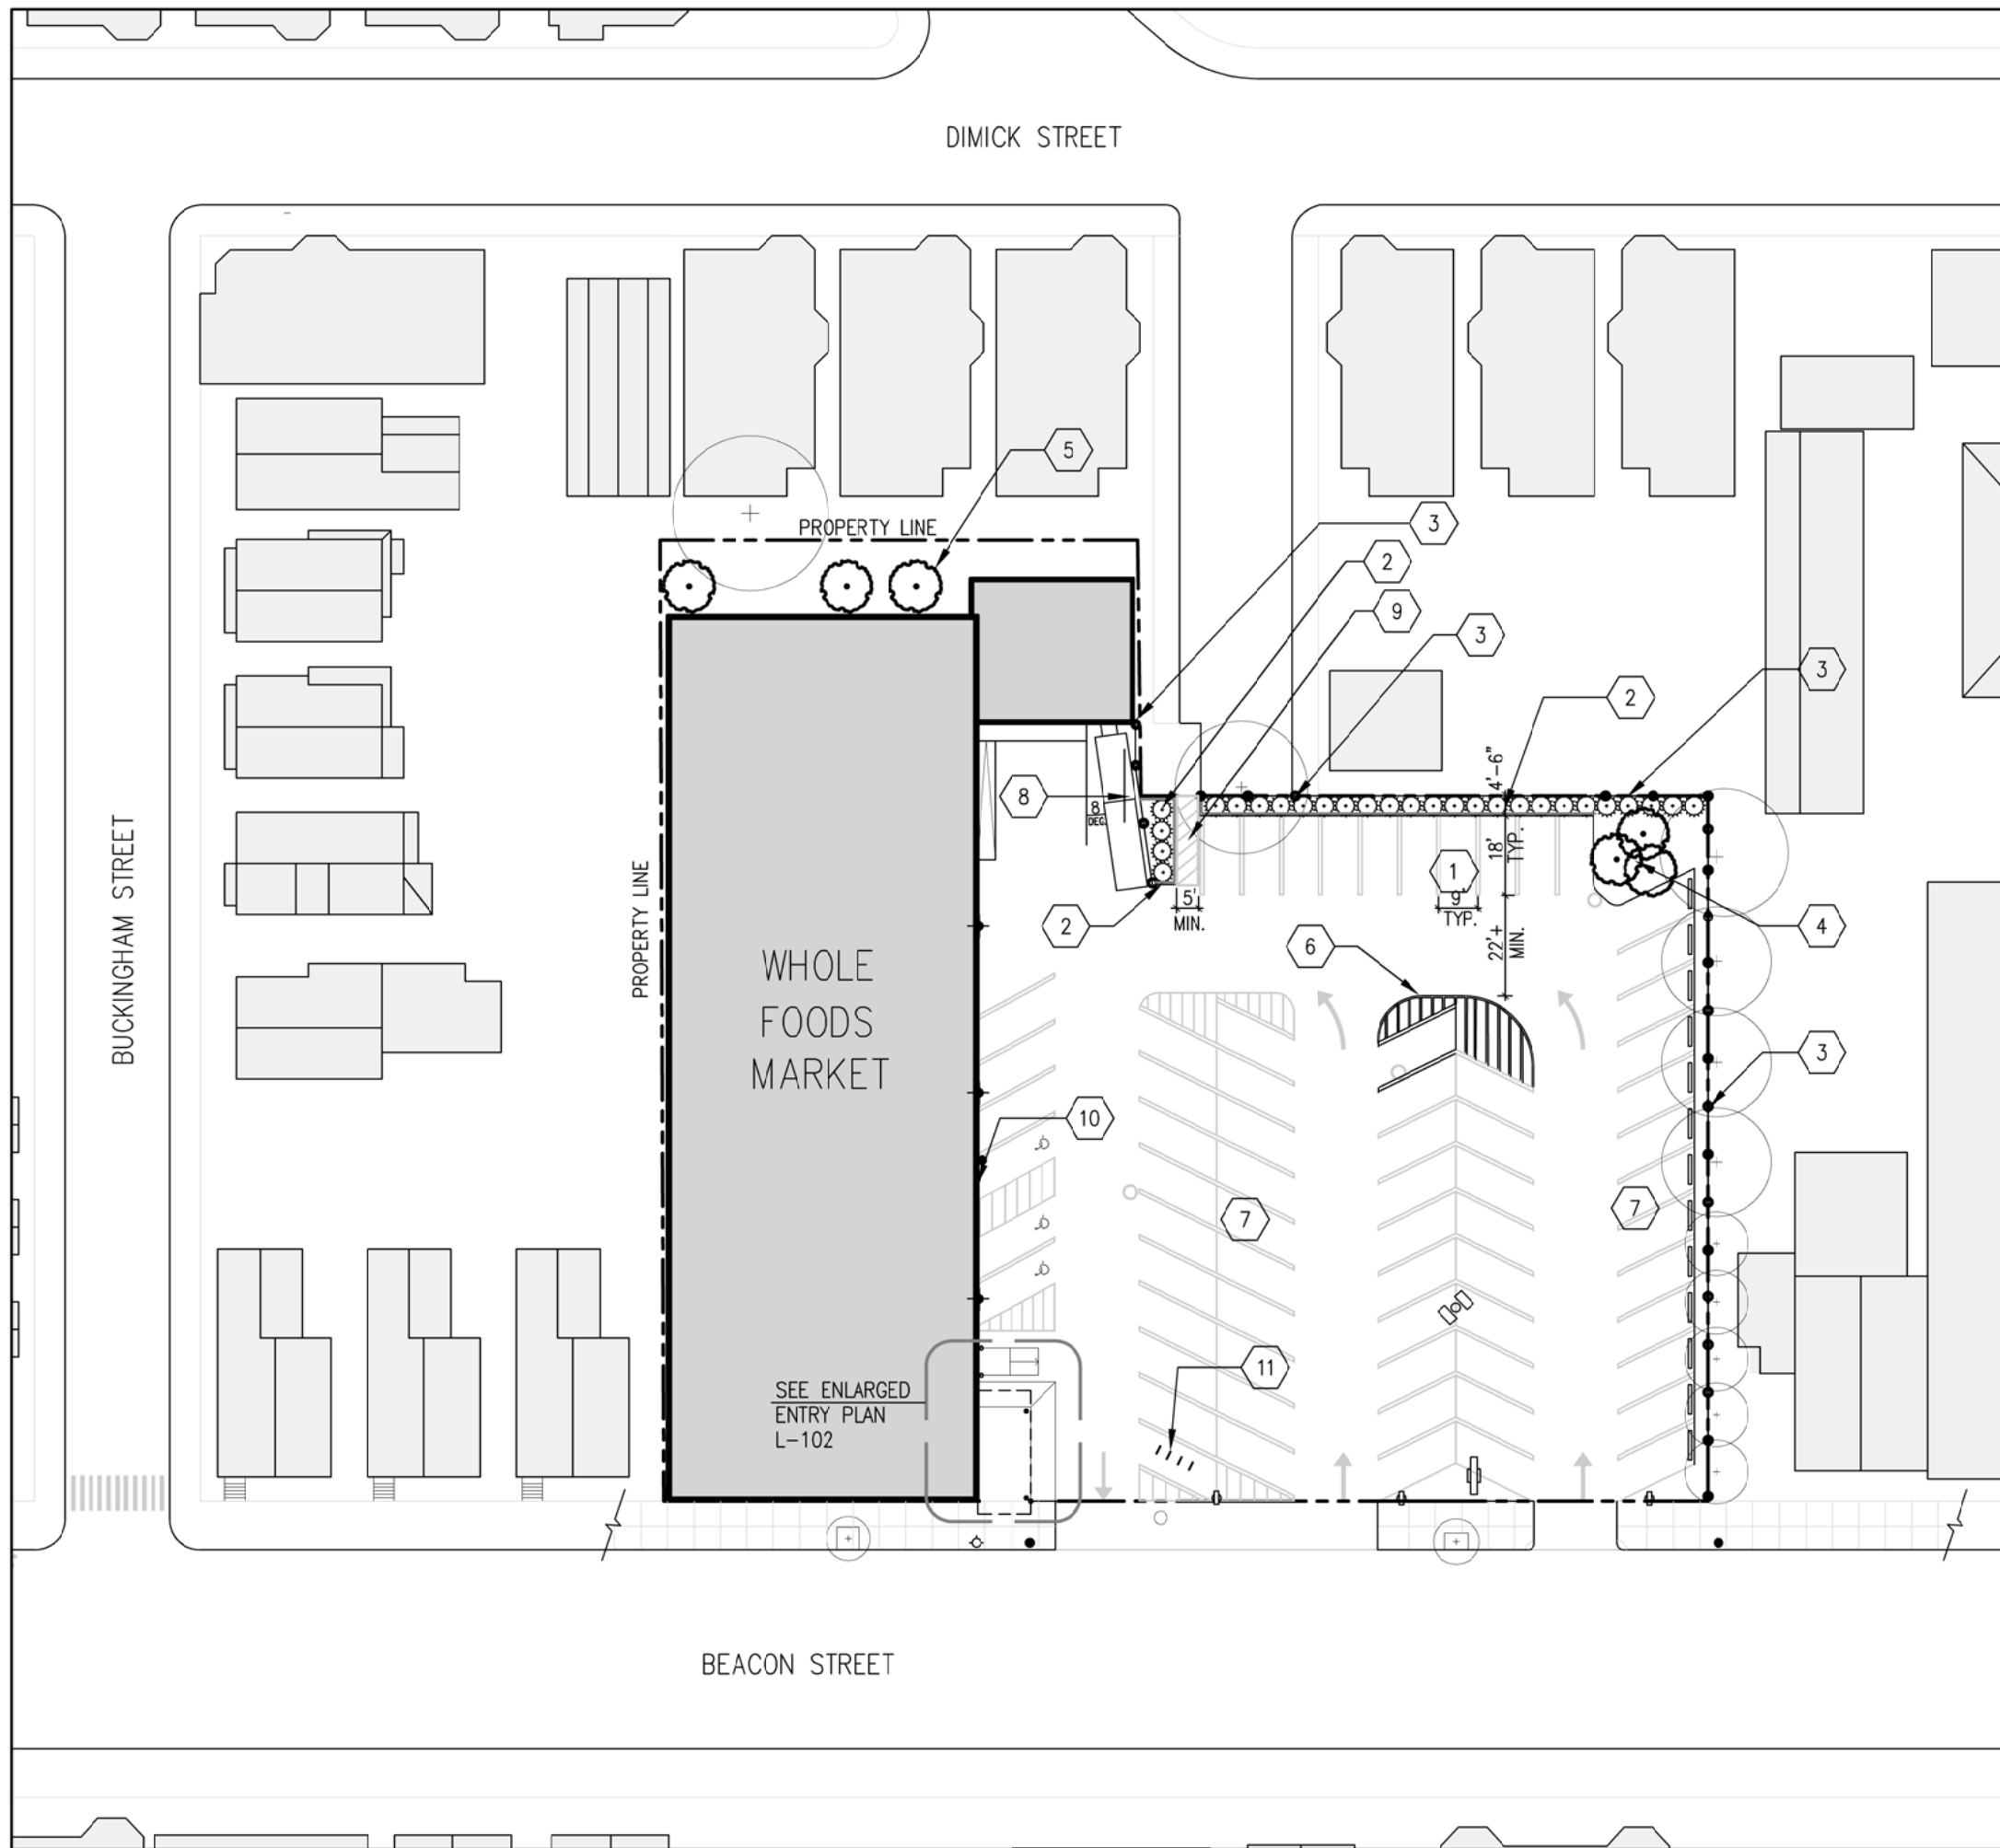 DIMICK STREET
5
PROPERTY LINE
3
2
9
3
3
2
4'-6"
8
8
DEG.
1
18'
TYP.
9'
TYP.
5'
MIN.
2
22'+
MIN.
4
6
BUCKINGHAM STREET
PROPERTY LINE
WHOLE
FOODS
MARKET
3
10
7
7
11
SEE ENLARGED
ENTRY PLAN
L-102
BEACON STREET